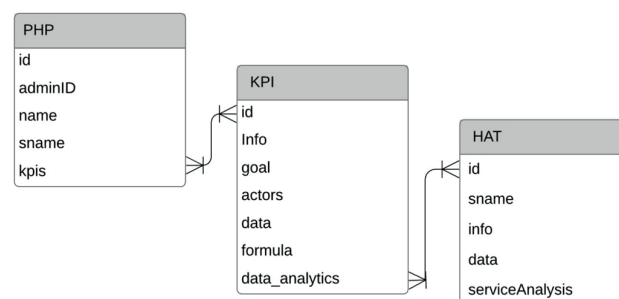 PHP
id
adminID
name
sname
kpis
KPI
id
Info
goal
actors
data
formula
data_analytics
HAT
id
sname
info
data
serviceAnalysis